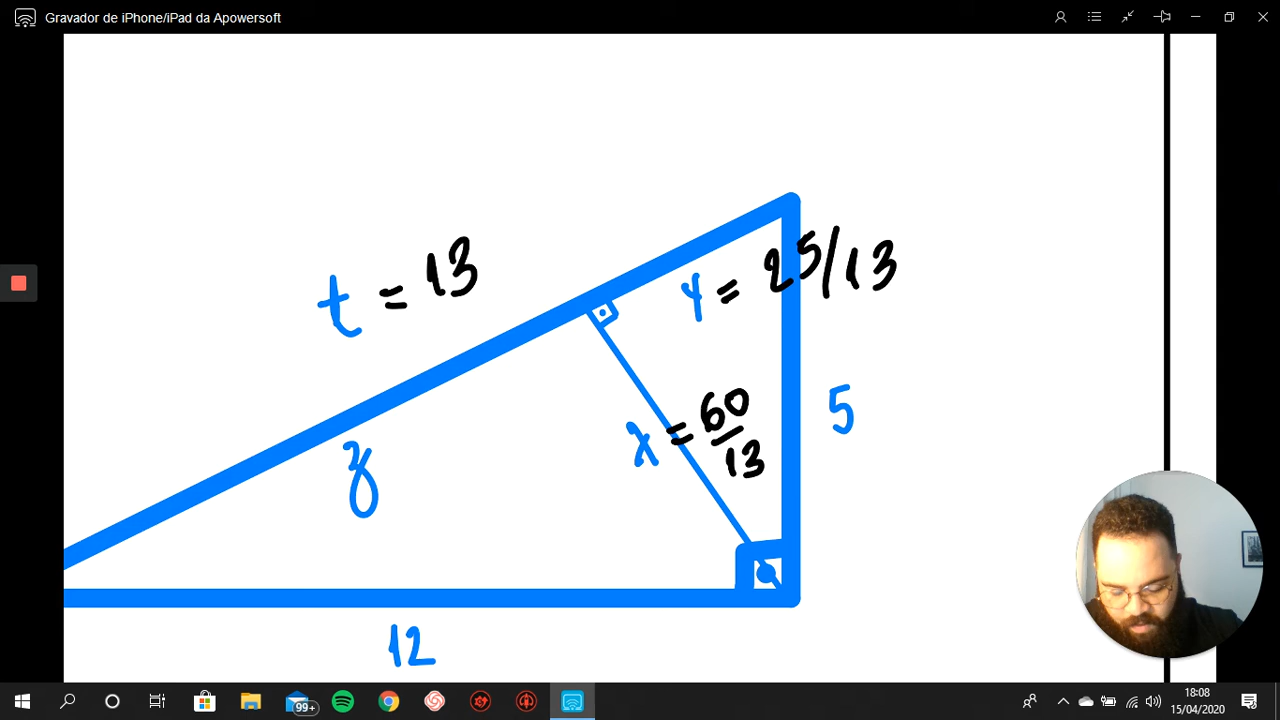 Gravador de iPhone/iPad da Apowersoft
t = 13
y = 25/13
x = 60/13
5
z
12
99+
18:08
15/04/2020